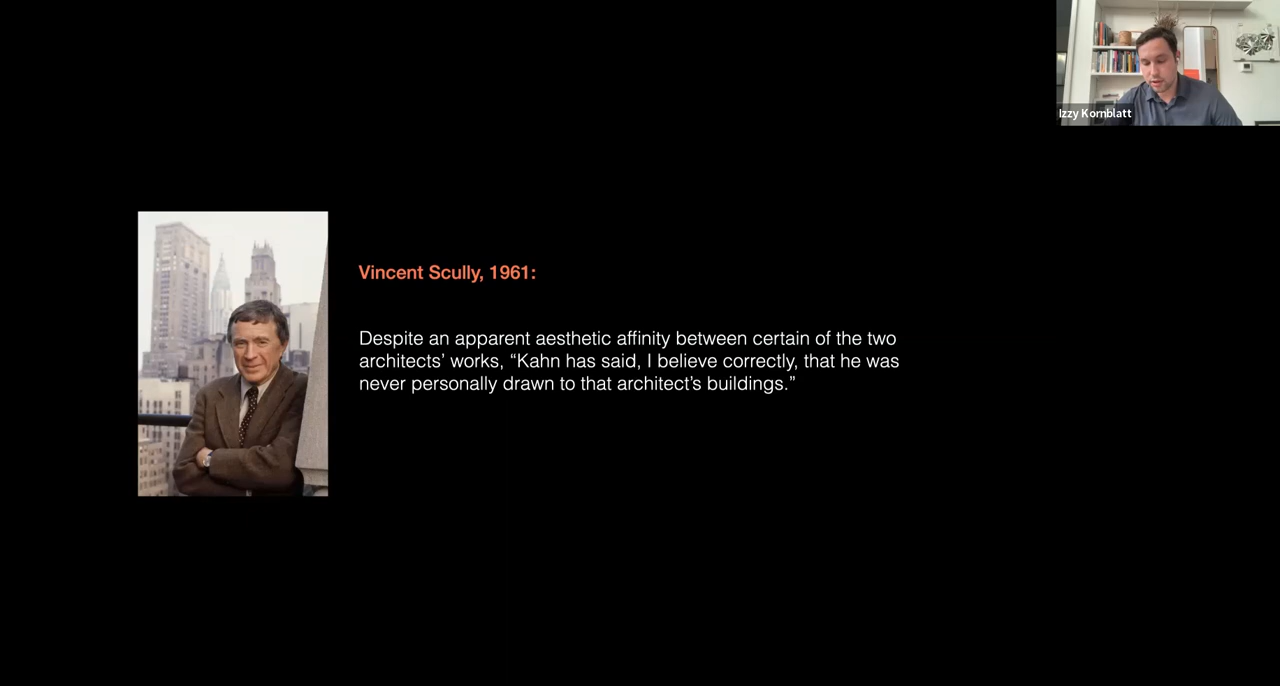 Izzy Kornblatt
Vincent Scully, 1961:
Despite an apparent aesthetic affinity between certain of the two
architects’ works, “Kahn has said, I believe correctly, that he was
never personally drawn to that architect’s buildings.”